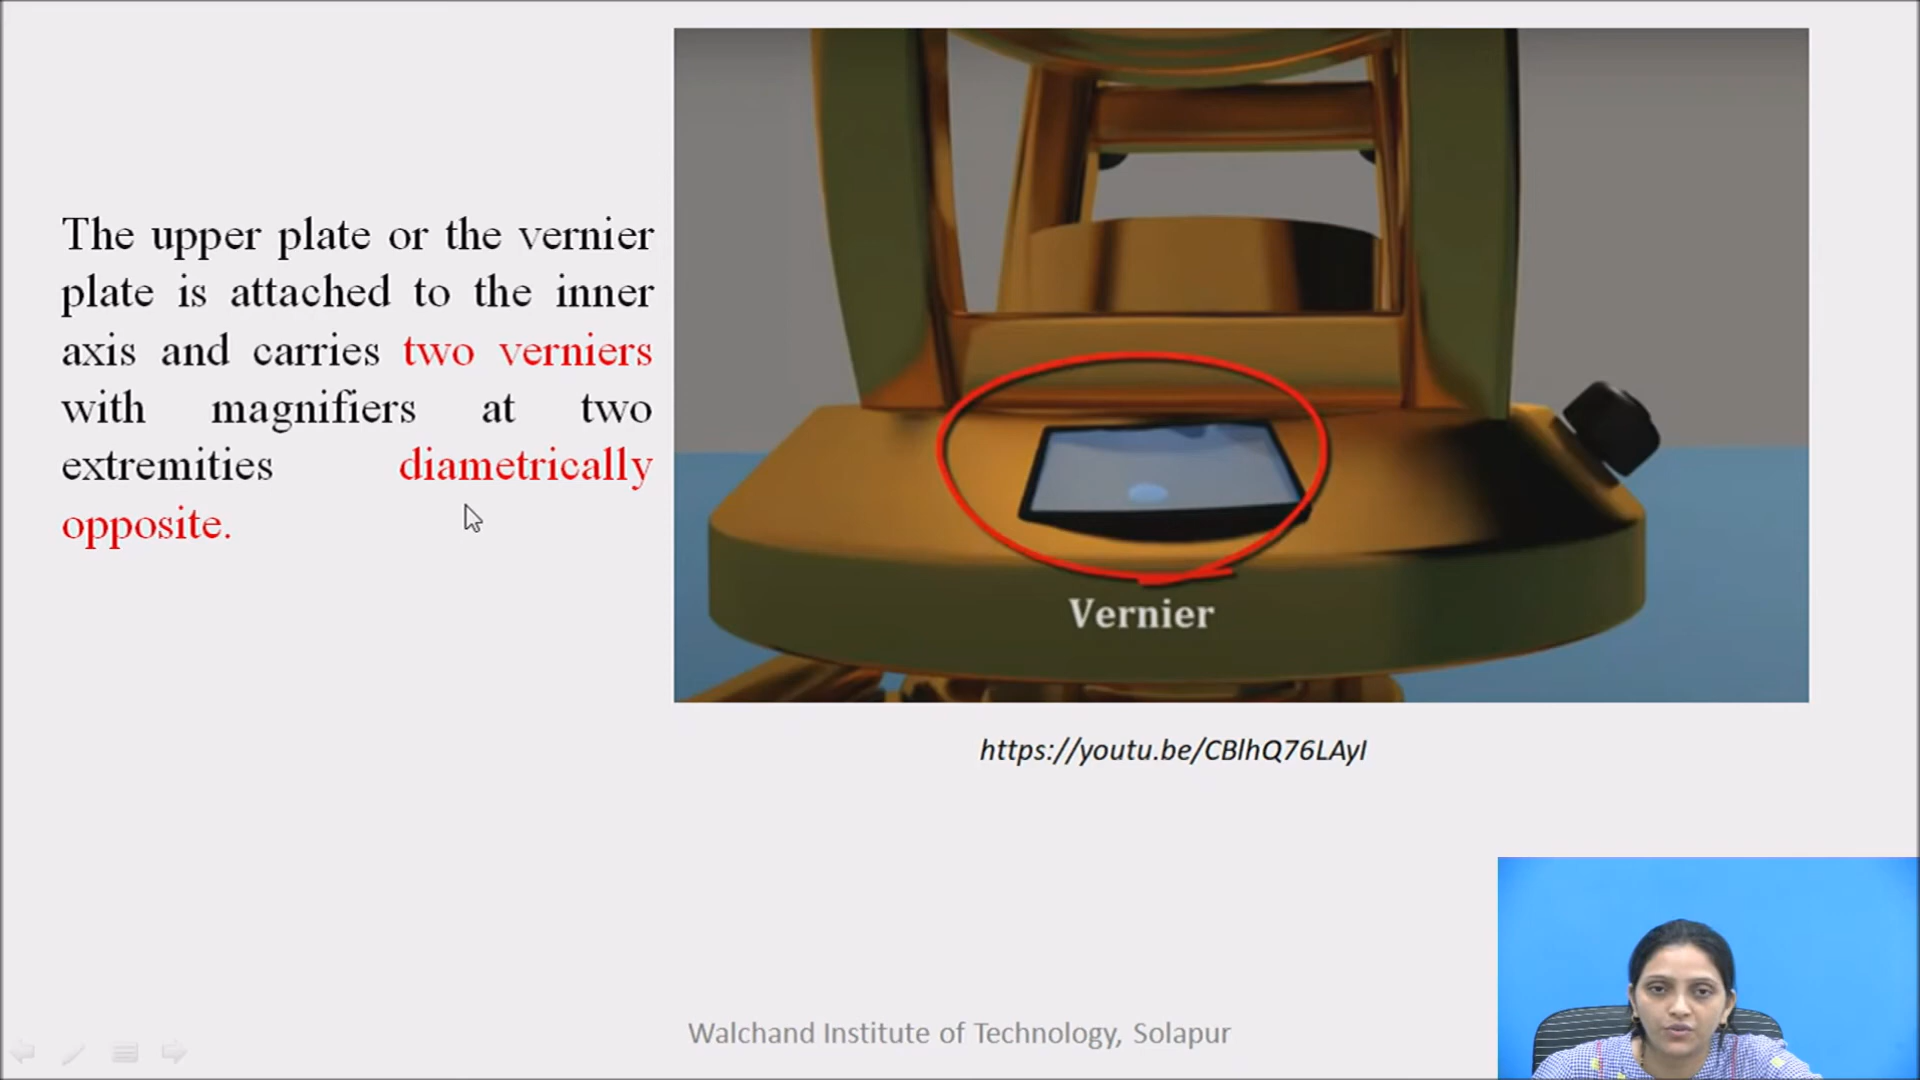 The upper plate or the vernier
plate is attached to the inner
axis and carries two verniers
with magnifiers at two
extremities diametrically
opposite.
Vernier
https://youtu.be/CBlhQ76LAyI
Walchand Institute of Technology, Solapur